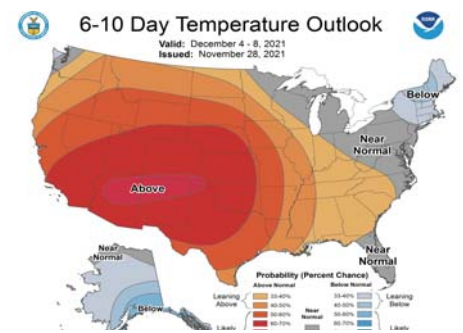 6-10 Day Temperature Outlook
Valid: December 4 - 8, 2021
Issued: November 28, 2021
Below
Near
Normal
Above
Near
Normal
Near
Normal
Below
Probability (Percent Chance)
Above Normal
Below Normal
Leaning
Above
33-40%
40-50%
50-60%
60-70%
Near
Normal
33-40%
40-50%
50-60%
60-70%
Leaning
Below
Likely
Likely